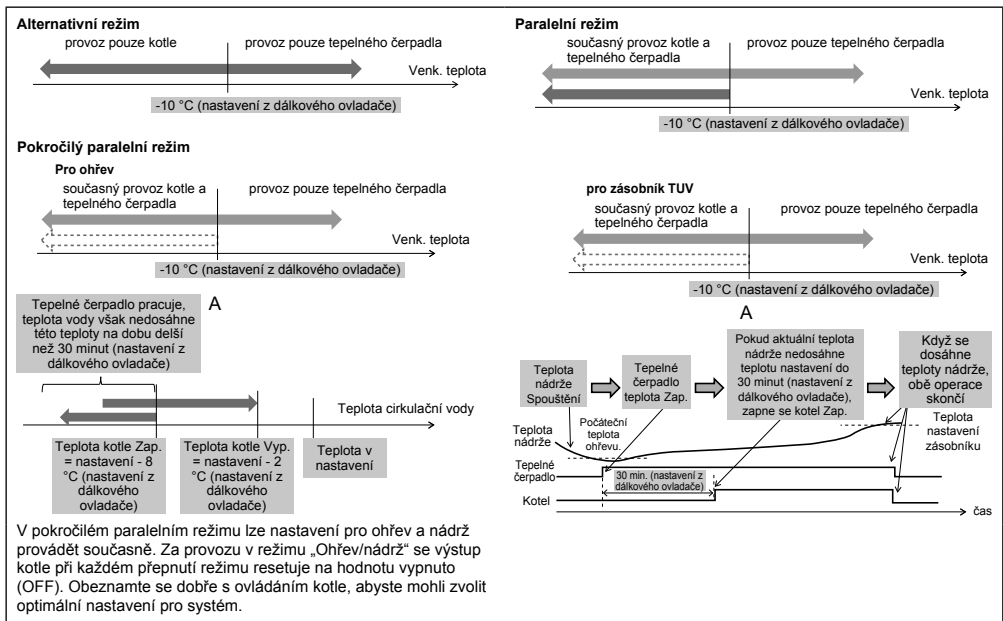 Alternativní režim
provoz pouze kotle
provoz pouze tepelného čerpadla
Venk. teplota
-10 °C (nastavení z dálkového ovladače)
Paralelní režim
současný provoz kotle a
tepelného čerpadla
provoz pouze tepelného čerpadla
Venk. teplota
-10 °C (nastavení z dálkového ovladače)
Pokročilý paralelní režim
Pro ohřev
současný provoz kotle a
tepelného čerpadla
provoz pouze tepelného čerpadla
Venk. teplota
-10 °C (nastavení z dálkového ovladače)
pro zásobník TUV
současný provoz kotle a
tepelného čerpadla
provoz pouze tepelného čerpadla
Venk. teplota
-10 °C (nastavení z dálkového ovladače)
Tepelné čerpadlo pracuje,
teplota vody však nedosáhne
této teploty na dobu delší
než 30 minut (nastavení z
dálkového ovladače)
A
Teplota cirkulační vody
Teplota kotle Zap.
= nastavení - 8
°C (nastavení z
dálkového
ovladače)
Teplota kotle Vyp.
= nastavení - 2
°C (nastavení z
dálkového
ovladače)
Teplota v
nastavení
A
Teplota
nádrže
Spouštění
Tepelné
čerpadlo
teplota Zap.
Pokud aktuální teplota
nádrže nedosáhne
teplotu nastavení do
30 minut (nastavení z
dálkového ovladače),
zapne se kotel Zap.
Když se
dosáhne
teploty nádrže,
obě operace
skončí
Teplota
nádrže
Počáteční
teplota
ohřevu.
Teplota
nastavení
zásobníku
Tepelné
čerpadlo
30 min. (nastavení z
dálkového ovladače)
Kotel
čas
V pokročilém paralelním režimu lze nastavení pro ohřev a nádrž
provádět současně. Za provozu v režimu „Ohřev/nádrž“ se výstup
kotle při každém přepnutí režimu resetuje na hodnotu vypnuto
(OFF). Obeznamte se dobře s ovládáním kotle, abyste mohli zvolit
optimální nastavení pro systém.